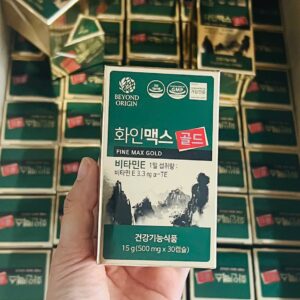 BEYOND
ORIGIN
GMP
화인맥스 골드
FINE MAX GOLD
비타민E 1일 섭취량 :
비타민 E 3.3 mg α-TE
건강기능식품
15 g (500 mg x 30캡슐)